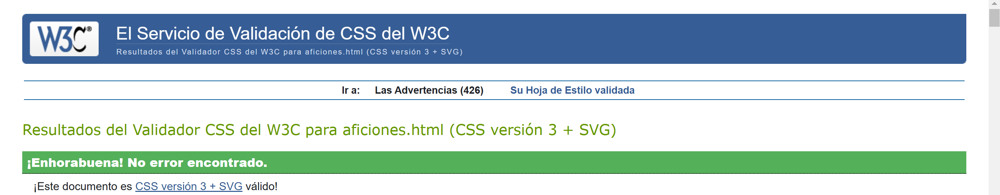 W3C®
El Servicio de Validación de CSS del W3C
Resultados del Validador CSS del W3C para aficiones.html (CSS versión 3 + SVG)
Ir a: Las Advertencias (426) Su Hoja de Estilo validada
Resultados del Validador CSS del W3C para aficiones.html (CSS versión 3 + SVG)
¡Enhorabuena! No error encontrado.
¡Este documento es CSS versión 3 + SVG válido!